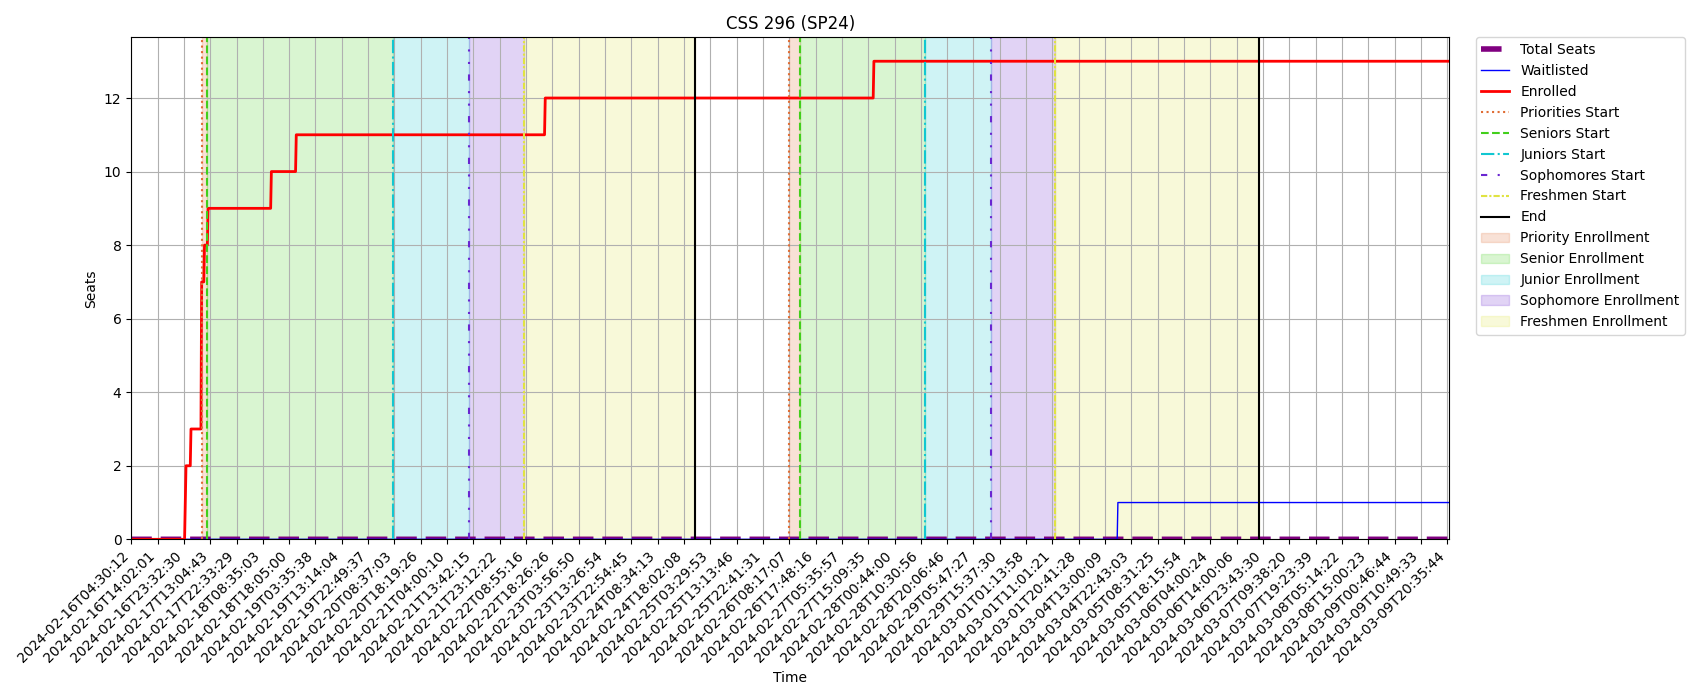 CSS 296 (SP24)
Seats
12
10
8
6
4
2
0
2024-02-16T04:30:12
2024-02-16T14:02:01
2024-02-16T23:32:30
2024-02-17T13:04:43
2024-02-17T22:33:29
2024-02-18T08:35:03
2024-02-18T18:05:00
2024-02-19T03:35:38
2024-02-19T13:14:04
2024-02-19T22:49:37
2024-02-20T08:37:03
2024-02-20T18:19:26
2024-02-21T04:00:10
2024-02-21T13:42:15
2024-02-22T08:55:16
2024-02-22T18:26:26
2024-02-23T03:56:50
2024-02-23T13:26:54
2024-02-23T22:54:45
2024-02-24T08:34:13
2024-02-24T18:02:08
2024-02-25T03:29:53
2024-02-25T13:13:46
2024-02-25T22:41:31
2024-02-26T08:17:07
2024-02-26T17:48:16
2024-02-27T05:35:57
2024-02-27T15:09:35
2024-02-28T00:44:00
2024-02-28T10:30:56
2024-02-28T20:06:46
2024-02-29T05:47:27
2024-02-29T15:37:30
2024-03-01T01:13:58
2024-03-01T11:01:21
2024-03-01T20:41:28
2024-03-04T13:00:09
2024-03-04T22:43:03
2024-03-05T08:31:25
2024-03-05T18:15:54
2024-03-06T04:00:24
2024-03-06T14:00:06
2024-03-06T23:43:30
2024-03-07T09:38:20
2024-03-07T19:23:39
2024-03-08T05:14:22
2024-03-08T15:00:23
2024-03-09T00:46:44
2024-03-09T10:49:33
2024-03-09T20:35:44
Time
Total Seats
Waitlisted
Enrolled
Priorities Start
Seniors Start
Juniors Start
Sophomores Start
Freshmen Start
End
Priority Enrollment
Senior Enrollment
Junior Enrollment
Sophomore Enrollment
Freshmen Enrollment